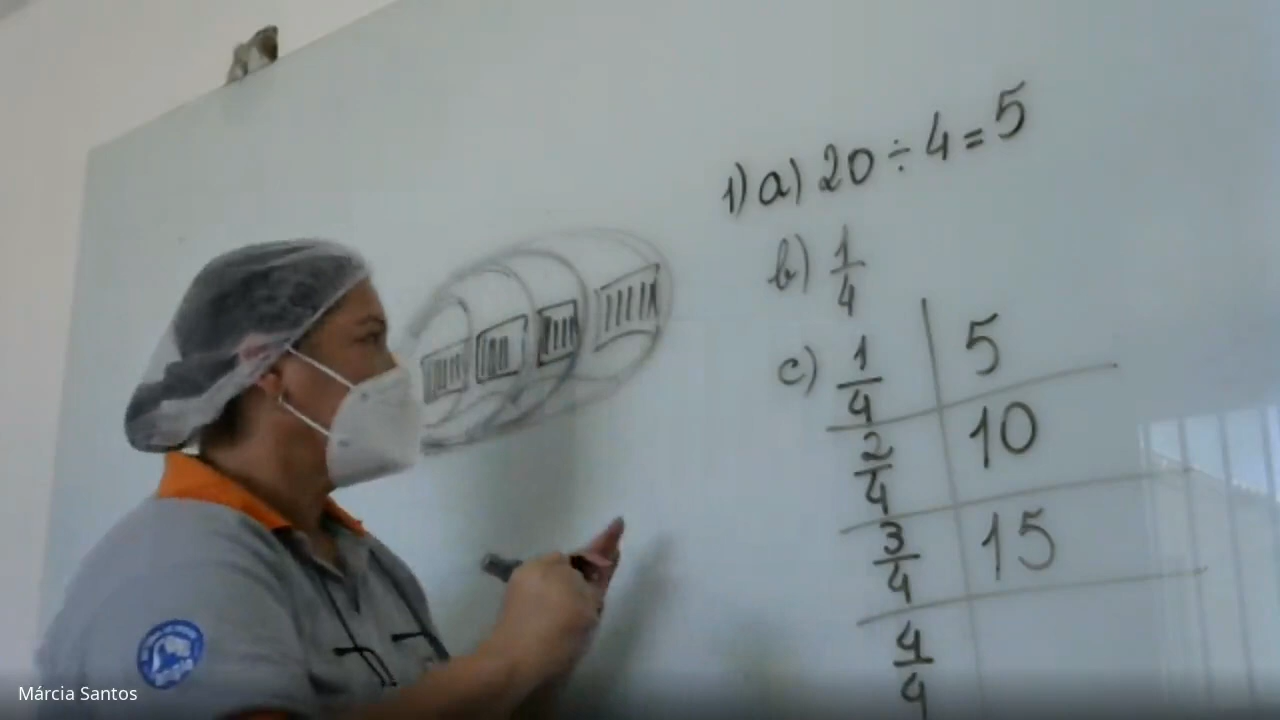 1) a) 20 ÷ 4 = 5
b) 1/4
c) 1/4 | 5
2/4 | 10
3/4 | 15
4/4 |
Márcia Santos